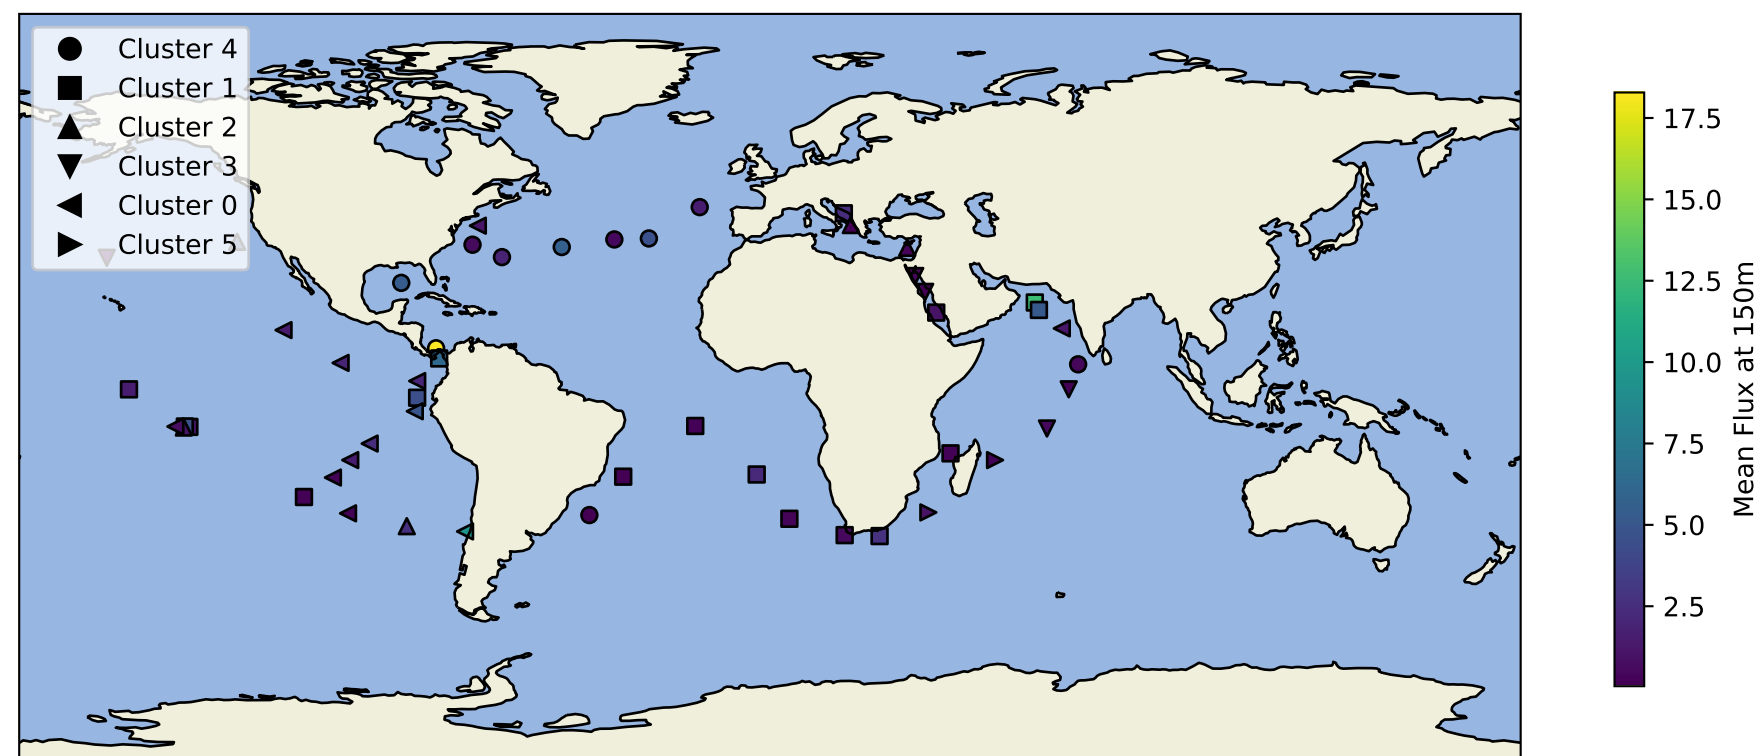 Cluster 4
Cluster 1
Cluster 2
Cluster 3
Cluster 0
Cluster 5
17.5
15.0
12.5
10.0
7.5
5.0
2.5
Mean Flux at 150m